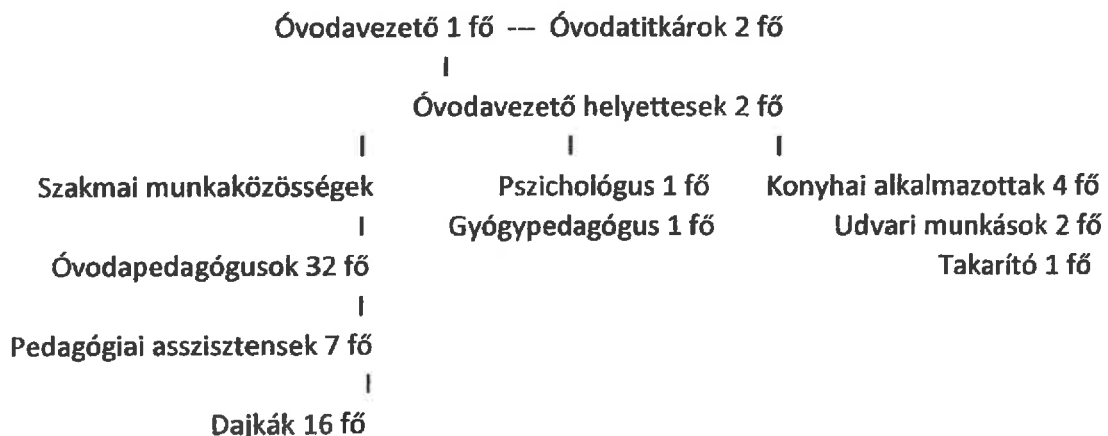 Óvodavezető 1 fő --- Óvodatitkárok 2 fő
Óvodavezető helyettesek 2 fő
Szakmai munkaközösségek Pszichológus 1 fő Konyhai alkalmazottak 4 fő
Gyógypedagógus 1 fő Udvari munkások 2 fő
Óvodapedagógusok 32 fő Takarító 1 fő
Pedagógiai asszisztensek 7 fő
Dajkák 16 fő